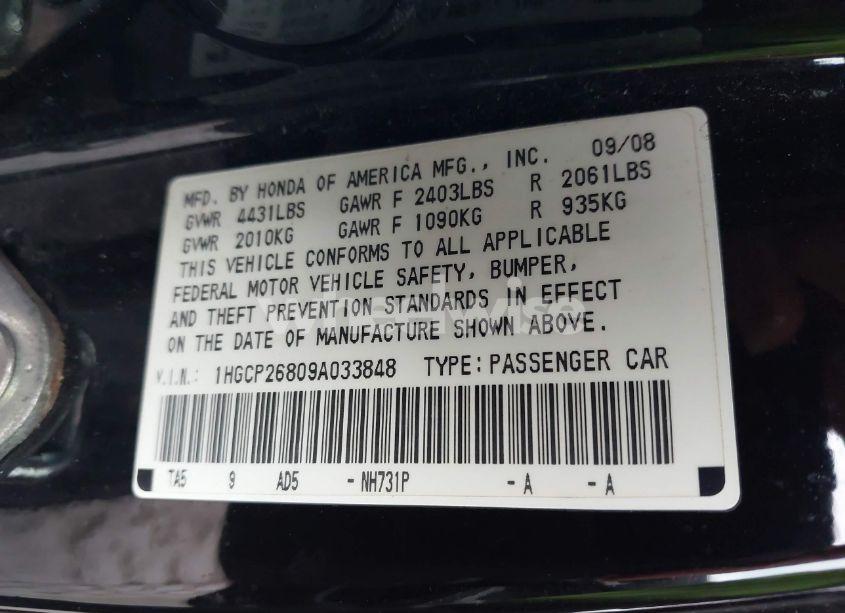 MFD. BY HONDA OF AMERICA MFG., INC. 09/08
GVWR 4431LBS GAWR F 2403LBS R 2061LBS
GVWR 2010KG GAWR F 1090KG R 935KG
THIS VEHICLE CONFORMS TO ALL APPLICABLE
FEDERAL MOTOR VEHICLE SAFETY, BUMPER,
AND THEFT PREVENTION STANDARDS IN EFFECT
ON THE DATE OF MANUFACTURE SHOWN ABOVE.
V.I.N.: 1HGCP26809A033848 TYPE: PASSENGER CAR
TA5 9 AD5 - NH731P - A - A
wheelwise